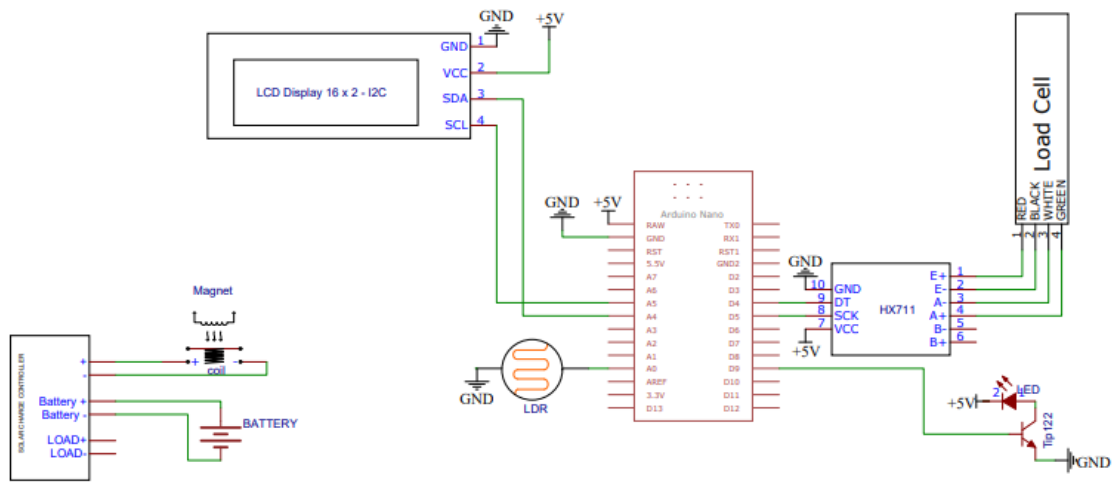 GND
+5V
GND 1
VCC 2
SDA 3
SCL 4
LCD Display 16 x 2 - I2C
Load Cell
RED
BLACK
WHITE
GREEN
1
2
3
4
Arduino Nano
GND
+5V
RAW
GND
RST
5.5V
A7
A6
A5
A4
A3
A2
A1
A0
AREF
3.3V
D13
TX0
RX1
RST1
GND2
D2
D3
D4
D5
D6
D7
D8
D9
D10
D11
D12
GND
10 GND
9 DT
8 SCK
7 VCC
+5V
HX711
E+ 1
E- 2
A- 3
A+ 4
B- 5
B+ 6
Magnet
+ -
coil
SOLAR CHARGE CONTROLLER
+
-
Battery +
Battery -
LOAD+
LOAD-
BATTERY
GND
LDR
+5V
2 1
LED
Tip122
GND